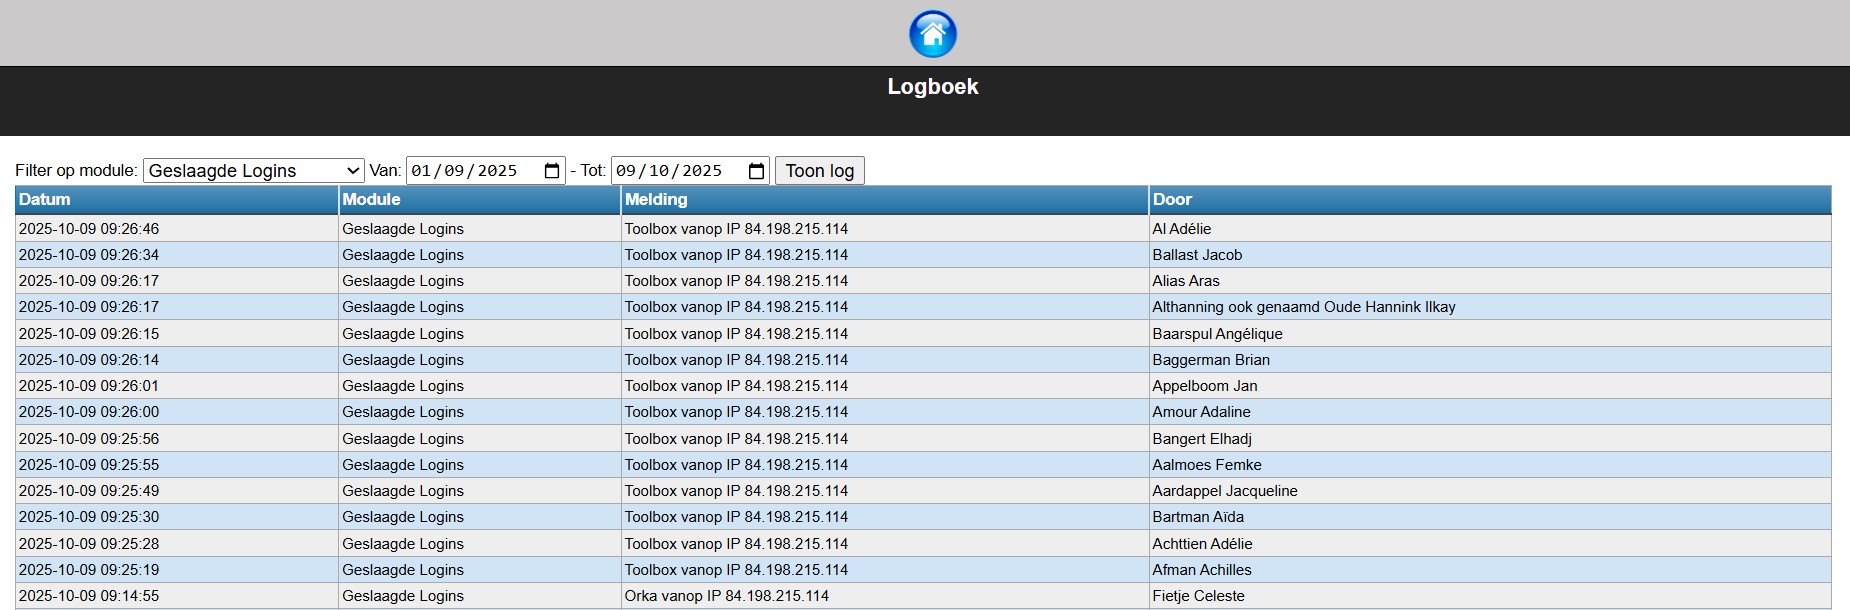 Logboek
Filter op module: Geslaagde Logins Van: 01/09/2025 - Tot: 09/10/2025 Toon log
Datum Module Melding Door
2025-10-09 09:26:46 Geslaagde Logins Toolbox vanop IP 84.198.215.114 Al Adélie
2025-10-09 09:26:34 Geslaagde Logins Toolbox vanop IP 84.198.215.114 Ballast Jacob
2025-10-09 09:26:17 Geslaagde Logins Toolbox vanop IP 84.198.215.114 Alias Aras
2025-10-09 09:26:17 Geslaagde Logins Toolbox vanop IP 84.198.215.114 Althanning ook genaamd Oude Hannink Ilkay
2025-10-09 09:26:15 Geslaagde Logins Toolbox vanop IP 84.198.215.114 Baarspul Angélique
2025-10-09 09:26:14 Geslaagde Logins Toolbox vanop IP 84.198.215.114 Baggerman Brian
2025-10-09 09:26:01 Geslaagde Logins Toolbox vanop IP 84.198.215.114 Appelboom Jan
2025-10-09 09:26:00 Geslaagde Logins Toolbox vanop IP 84.198.215.114 Amour Adaline
2025-10-09 09:25:56 Geslaagde Logins Toolbox vanop IP 84.198.215.114 Bangert Elhadj
2025-10-09 09:25:55 Geslaagde Logins Toolbox vanop IP 84.198.215.114 Aalmoes Femke
2025-10-09 09:25:49 Geslaagde Logins Toolbox vanop IP 84.198.215.114 Aardappel Jacqueline
2025-10-09 09:25:30 Geslaagde Logins Toolbox vanop IP 84.198.215.114 Bartman Aïda
2025-10-09 09:25:28 Geslaagde Logins Toolbox vanop IP 84.198.215.114 Achttien Adélie
2025-10-09 09:25:19 Geslaagde Logins Toolbox vanop IP 84.198.215.114 Afman Achilles
2025-10-09 09:14:55 Geslaagde Logins Orka vanop IP 84.198.215.114 Fietje Celeste